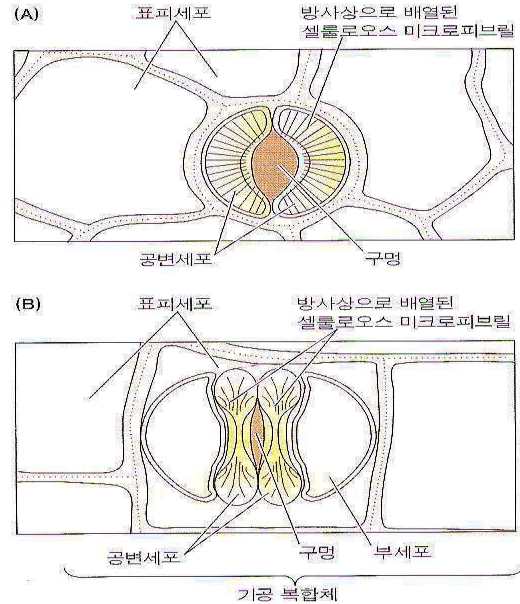 (A)
표피세포
방사상으로 배열된
셀룰로오스 미크로피브릴
공변세포
구멍
(B)
표피세포
방사상으로 배열된
셀룰로오스 미크로피브릴
공변세포
구멍
부세포
기공 복합체